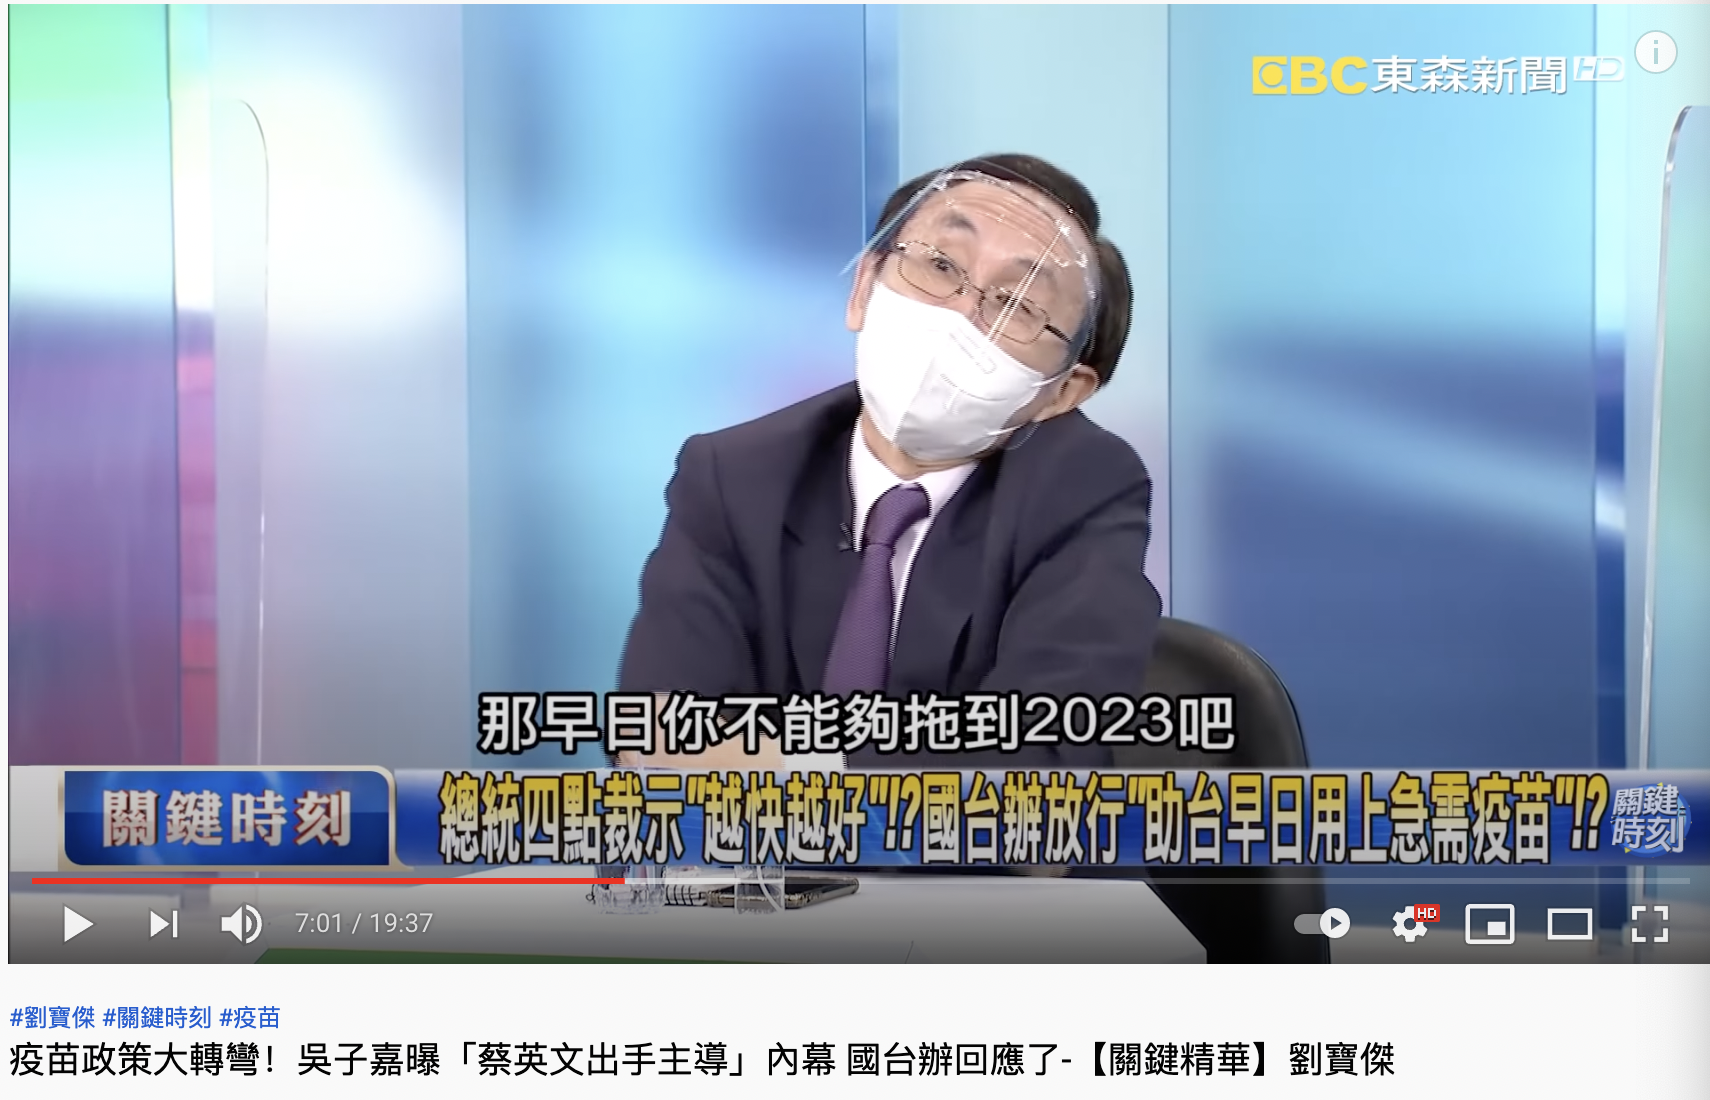 EBC東森新聞HD
那早日你不能夠拖到2023吧
關鍵時刻
總統四點裁示"越快越好"!?國台辦放行"助台早日用上急需疫苗"!?
關鍵
時刻
7:01 / 19:37
HD
#劉寶傑 #關鍵時刻 #疫苗
疫苗政策大轉彎！吳子嘉曝「蔡英文出手主導」內幕 國台辦回應了-【關鍵精華】劉寶傑